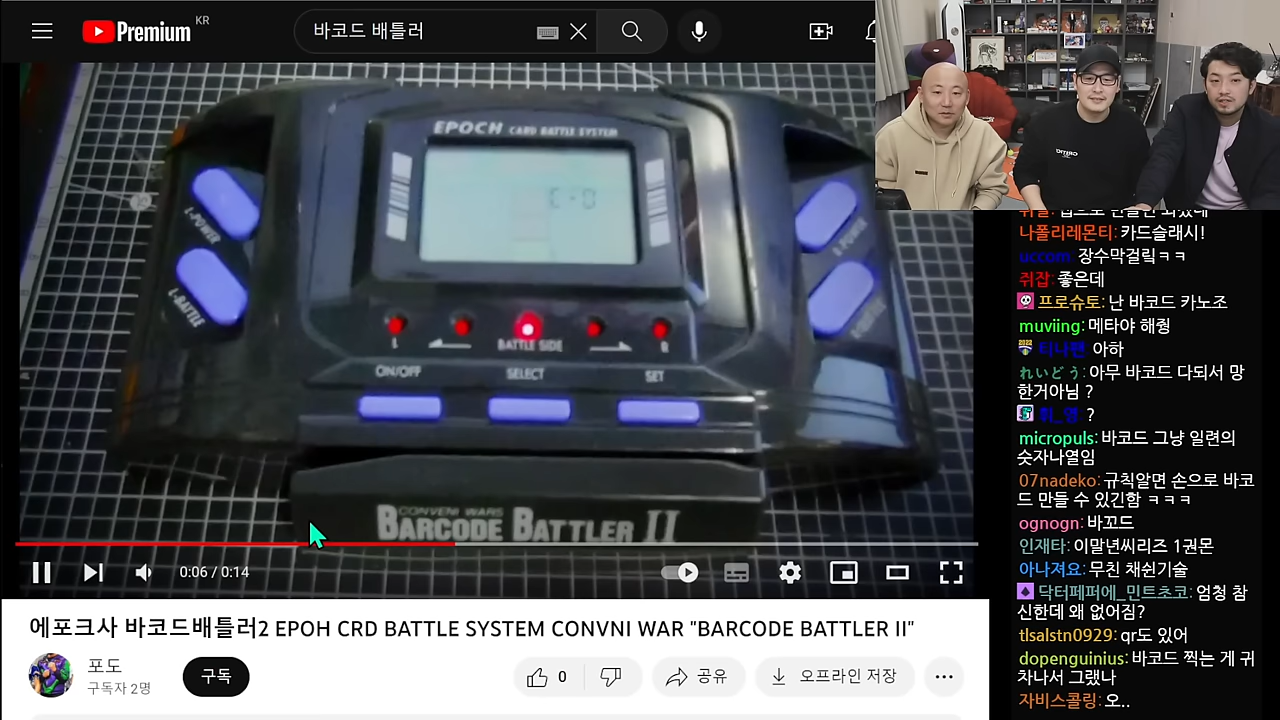 Premium KR
바코드 배틀러
EPOCH CARD BATTLE SYSTEM
C-0
L-POWER
L-BATTLE
L
BATTLE SIDE
R
ON/OFF
SELECT
SET
CONVENI WARS
BARCODE BATTLER II
0:06 / 0:14
에포크사 바코드배틀러2 EPOH CRD BATTLE SYSTEM CONVNI WAR "BARCODE BATTLER II"
포도
구독자 2명
구독
0
공유
오프라인 저장
나폴리레몬티: 카드슬래시!
uccom: 장수막걸릭ㅋㅋ
쥐잡: 좋은데
프로슈토: 난 바코드 카노조
muviing: 메타야 해줭
티나팬 아하
れいどう: 아무 바코드 다되서 망
한거아님 ?
휘_영 ?
micropuls: 바코드 그냥 일련의
숫자나열임
07nadeko: 규칙알면 손으로 바코
드 만들 수 있긴함 ㅋㅋㅋ
ognogn: 바꼬드
인재타: 이말년씨리즈 1권몬
아나져요: 무친 채쉰기술
닥터페퍼에_민트초코: 엄청 참
신한데 왜 없어짐?
tlsalstn0929: qr도 있어
dopenguinius: 바코드 찍는 게 귀
차나서 그랬나
자비스콜링: 오..